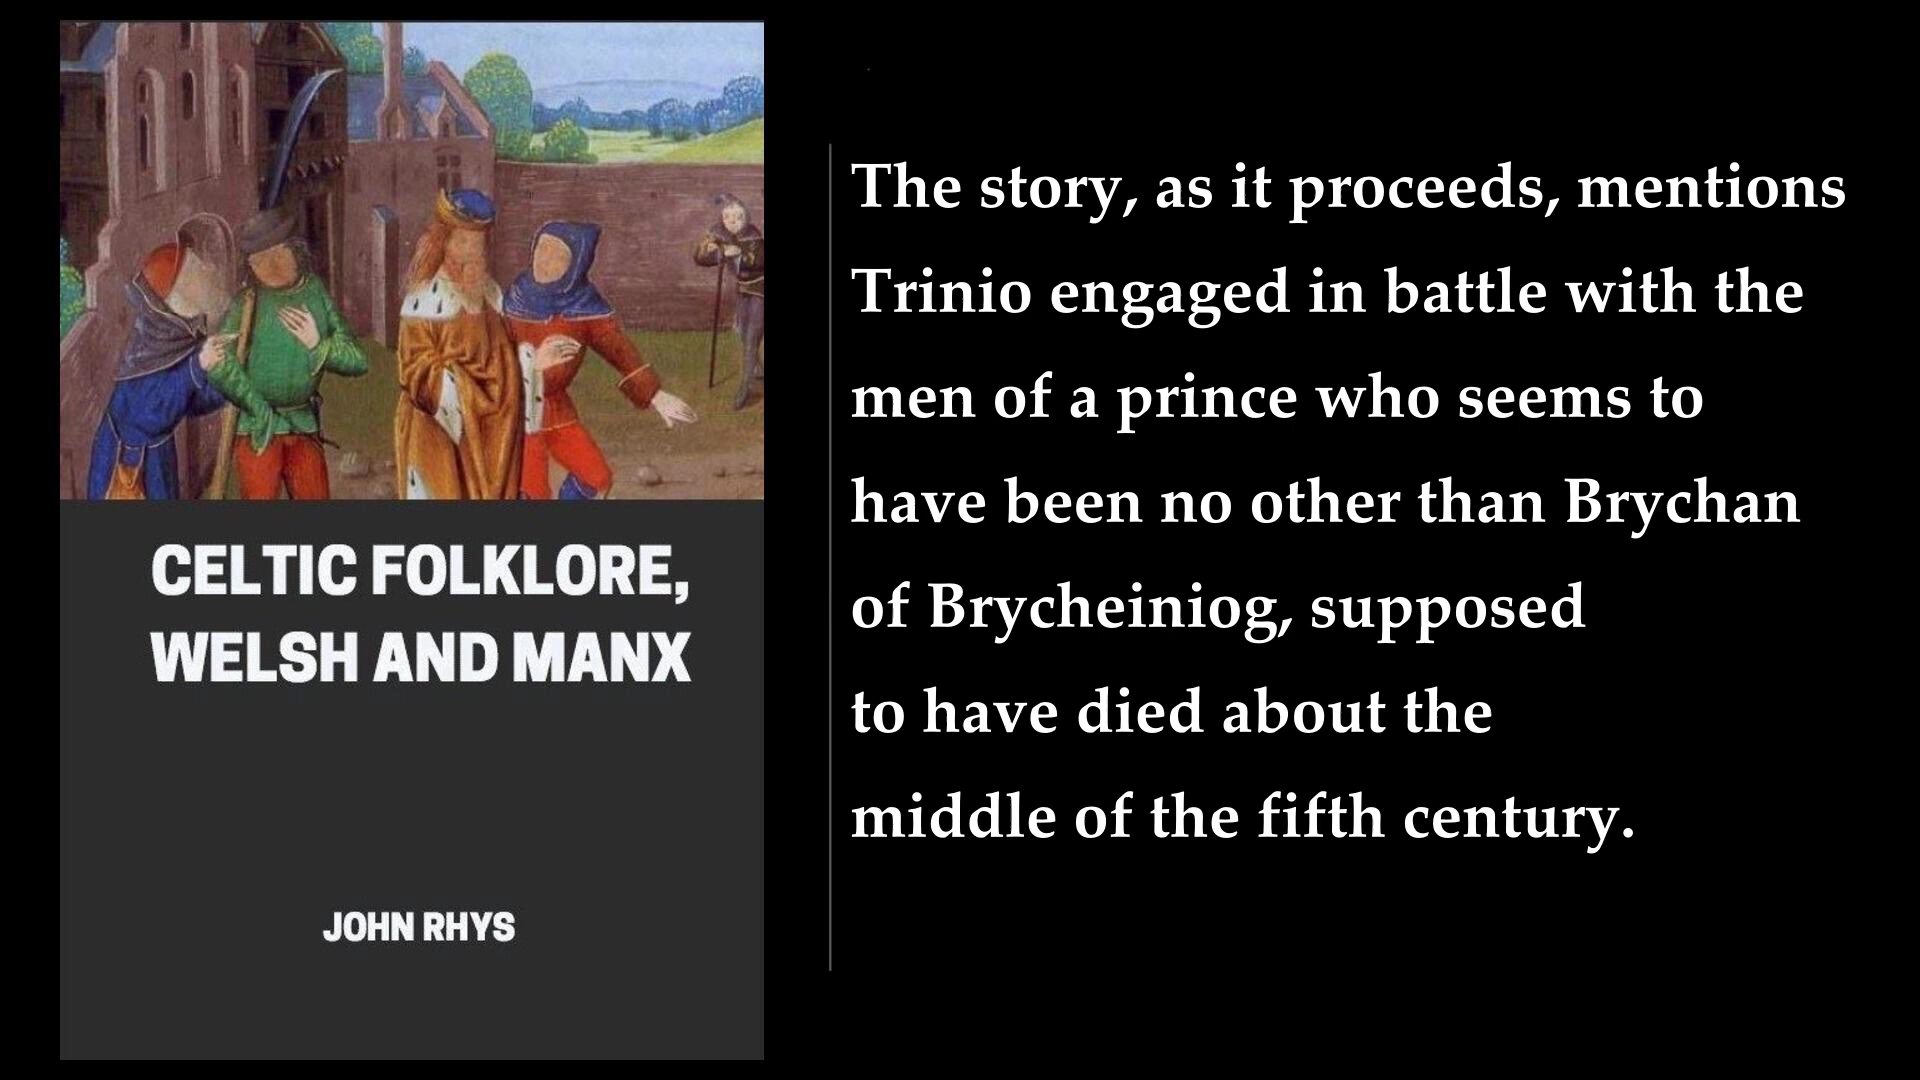 CELTIC FOLKLORE,
WELSH AND MANX
JOHN RHYS
The story, as it proceeds, mentions
Trinio engaged in battle with the
men of a prince who seems to
have been no other than Brychan
of Brycheiniog, supposed
to have died about the
middle of the fifth century.